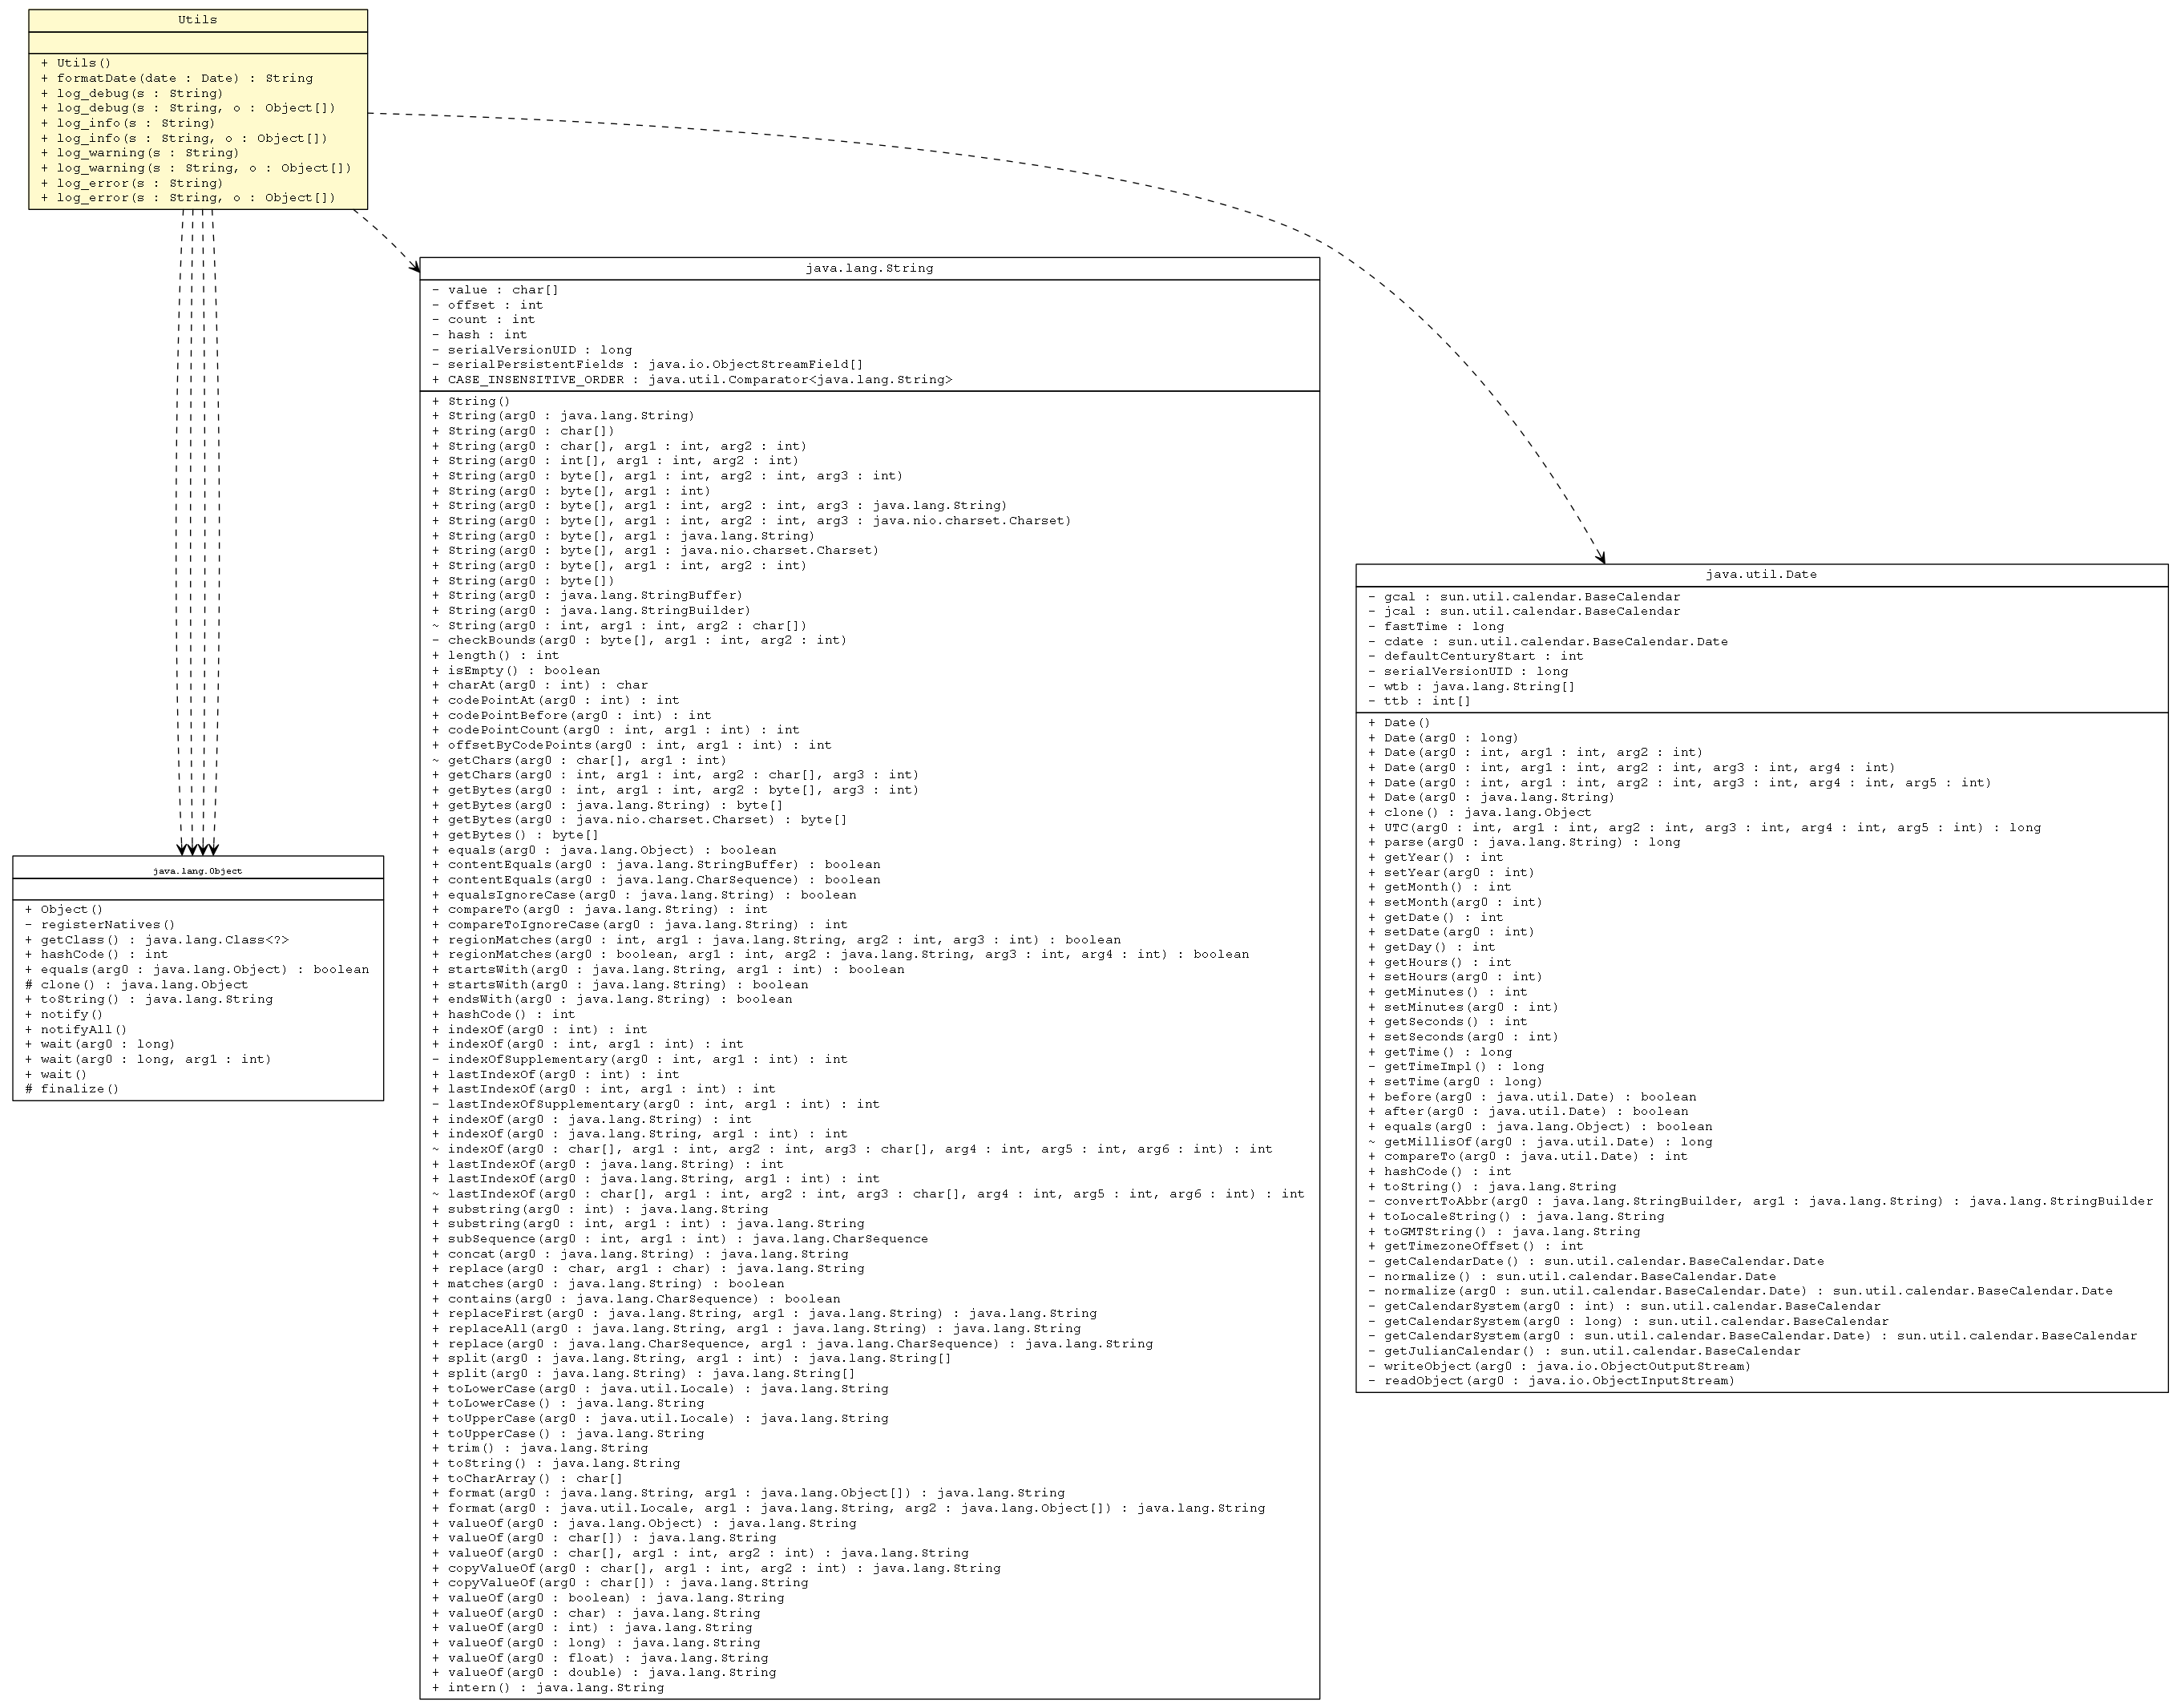 Utils
+ Utils()
+ formatDate(date : Date) : String
+ log_debug(s : String)
+ log_debug(s : String, o : Object[])
+ log_info(s : String)
+ log_info(s : String, o : Object[])
+ log_warning(s : String)
+ log_warning(s : String, o : Object[])
+ log_error(s : String)
+ log_error(s : String, o : Object[])
java.lang.String
- value : char[]
- offset : int
- count : int
- hash : int
- serialVersionUID : long
- serialPersistentFields : java.io.ObjectStreamField[]
+ CASE_INSENSITIVE_ORDER : java.util.Comparator<java.lang.String>
+ String()
+ String(arg0 : java.lang.String)
+ String(arg0 : char[])
+ String(arg0 : char[], arg1 : int, arg2 : int)
+ String(arg0 : int[], arg1 : int, arg2 : int)
+ String(arg0 : byte[], arg1 : int, arg2 : int, arg3 : int)
+ String(arg0 : byte[], arg1 : int)
+ String(arg0 : byte[], arg1 : int, arg2 : int, arg3 : java.lang.String)
+ String(arg0 : byte[], arg1 : int, arg2 : int, arg3 : java.nio.charset.Charset)
+ String(arg0 : byte[], arg1 : java.lang.String)
+ String(arg0 : byte[], arg1 : java.nio.charset.Charset)
+ String(arg0 : byte[], arg1 : int, arg2 : int)
+ String(arg0 : byte[])
+ String(arg0 : java.lang.StringBuffer)
+ String(arg0 : java.lang.StringBuilder)
~ String(arg0 : int, arg1 : int, arg2 : char[])
- checkBounds(arg0 : byte[], arg1 : int, arg2 : int)
+ length() : int
+ isEmpty() : boolean
+ charAt(arg0 : int) : char
+ codePointAt(arg0 : int) : int
+ codePointBefore(arg0 : int) : int
+ codePointCount(arg0 : int, arg1 : int) : int
+ offsetByCodePoints(arg0 : int, arg1 : int) : int
~ getChars(arg0 : char[], arg1 : int)
+ getChars(arg0 : int, arg1 : int, arg2 : char[], arg3 : int)
+ getBytes(arg0 : int, arg1 : int, arg2 : byte[], arg3 : int)
+ getBytes(arg0 : java.lang.String) : byte[]
+ getBytes(arg0 : java.nio.charset.Charset) : byte[]
+ getBytes() : byte[]
+ equals(arg0 : java.lang.Object) : boolean
+ contentEquals(arg0 : java.lang.StringBuffer) : boolean
+ contentEquals(arg0 : java.lang.CharSequence) : boolean
+ equalsIgnoreCase(arg0 : java.lang.String) : boolean
+ compareTo(arg0 : java.lang.String) : int
+ compareToIgnoreCase(arg0 : java.lang.String) : int
+ regionMatches(arg0 : int, arg1 : java.lang.String, arg2 : int, arg3 : int) : boolean
+ regionMatches(arg0 : boolean, arg1 : int, arg2 : java.lang.String, arg3 : int, arg4 : int) : boolean
+ startsWith(arg0 : java.lang.String, arg1 : int) : boolean
+ startsWith(arg0 : java.lang.String) : boolean
+ endsWith(arg0 : java.lang.String) : boolean
+ hashCode() : int
+ indexOf(arg0 : int) : int
+ indexOf(arg0 : int, arg1 : int) : int
- indexOfSupplementary(arg0 : int, arg1 : int) : int
+ lastIndexOf(arg0 : int) : int
+ lastIndexOf(arg0 : int, arg1 : int) : int
- lastIndexOfSupplementary(arg0 : int, arg1 : int) : int
+ indexOf(arg0 : java.lang.String) : int
+ indexOf(arg0 : java.lang.String, arg1 : int) : int
~ indexOf(arg0 : char[], arg1 : int, arg2 : int, arg3 : char[], arg4 : int, arg5 : int, arg6 : int) : int
+ lastIndexOf(arg0 : java.lang.String) : int
+ lastIndexOf(arg0 : java.lang.String, arg1 : int) : int
~ lastIndexOf(arg0 : char[], arg1 : int, arg2 : int, arg3 : char[], arg4 : int, arg5 : int, arg6 : int) : int
+ substring(arg0 : int) : java.lang.String
+ substring(arg0 : int, arg1 : int) : java.lang.String
+ subSequence(arg0 : int, arg1 : int) : java.lang.CharSequence
+ concat(arg0 : java.lang.String) : java.lang.String
+ replace(arg0 : char, arg1 : char) : java.lang.String
+ matches(arg0 : java.lang.String) : boolean
+ contains(arg0 : java.lang.CharSequence) : boolean
+ replaceFirst(arg0 : java.lang.String, arg1 : java.lang.String) : java.lang.String
+ replaceAll(arg0 : java.lang.String, arg1 : java.lang.String) : java.lang.String
+ replace(arg0 : java.lang.CharSequence, arg1 : java.lang.CharSequence) : java.lang.String
+ split(arg0 : java.lang.String, arg1 : int) : java.lang.String[]
+ split(arg0 : java.lang.String) : java.lang.String[]
+ toLowerCase(arg0 : java.util.Locale) : java.lang.String
+ toLowerCase() : java.lang.String
+ toUpperCase(arg0 : java.util.Locale) : java.lang.String
+ toUpperCase() : java.lang.String
+ trim() : java.lang.String
+ toString() : java.lang.String
+ toCharArray() : char[]
+ format(arg0 : java.lang.String, arg1 : java.lang.Object[]) : java.lang.String
+ format(arg0 : java.util.Locale, arg1 : java.lang.String, arg2 : java.lang.Object[]) : java.lang.String
+ valueOf(arg0 : java.lang.Object) : java.lang.String
+ valueOf(arg0 : char[]) : java.lang.String
+ valueOf(arg0 : char[], arg1 : int, arg2 : int) : java.lang.String
+ copyValueOf(arg0 : char[], arg1 : int, arg2 : int) : java.lang.String
+ copyValueOf(arg0 : char[]) : java.lang.String
+ valueOf(arg0 : boolean) : java.lang.String
+ valueOf(arg0 : char) : java.lang.String
+ valueOf(arg0 : int) : java.lang.String
+ valueOf(arg0 : long) : java.lang.String
+ valueOf(arg0 : float) : java.lang.String
+ valueOf(arg0 : double) : java.lang.String
+ intern() : java.lang.String
java.util.Date
- gcal : sun.util.calendar.BaseCalendar
- jcal : sun.util.calendar.BaseCalendar
- fastTime : long
- cdate : sun.util.calendar.BaseCalendar.Date
- defaultCenturyStart : int
- serialVersionUID : long
- wtb : java.lang.String[]
- ttb : int[]
+ Date()
+ Date(arg0 : long)
+ Date(arg0 : int, arg1 : int, arg2 : int)
+ Date(arg0 : int, arg1 : int, arg2 : int, arg3 : int, arg4 : int)
+ Date(arg0 : int, arg1 : int, arg2 : int, arg3 : int, arg4 : int, arg5 : int)
+ Date(arg0 : java.lang.String)
+ clone() : java.lang.Object
+ UTC(arg0 : int, arg1 : int, arg2 : int, arg3 : int, arg4 : int, arg5 : int) : long
+ parse(arg0 : java.lang.String) : long
+ getYear() : int
+ setYear(arg0 : int)
+ getMonth() : int
+ setMonth(arg0 : int)
+ getDate() : int
+ setDate(arg0 : int)
+ getDay() : int
+ getHours() : int
+ setHours(arg0 : int)
+ getMinutes() : int
+ setMinutes(arg0 : int)
+ getSeconds() : int
+ setSeconds(arg0 : int)
+ getTime() : long
- getTimeImpl() : long
+ setTime(arg0 : long)
+ before(arg0 : java.util.Date) : boolean
+ after(arg0 : java.util.Date) : boolean
+ equals(arg0 : java.lang.Object) : boolean
~ getMillisOf(arg0 : java.util.Date) : long
+ compareTo(arg0 : java.util.Date) : int
+ hashCode() : int
+ toString() : java.lang.String
- convertToAbbr(arg0 : java.lang.StringBuilder, arg1 : java.lang.String) : java.lang.StringBuilder
+ toLocaleString() : java.lang.String
+ toGMTString() : java.lang.String
+ getTimezoneOffset() : int
- getCalendarDate() : sun.util.calendar.BaseCalendar.Date
- normalize() : sun.util.calendar.BaseCalendar.Date
- normalize(arg0 : sun.util.calendar.BaseCalendar.Date) : sun.util.calendar.BaseCalendar.Date
- getCalendarSystem(arg0 : int) : sun.util.calendar.BaseCalendar
- getCalendarSystem(arg0 : long) : sun.util.calendar.BaseCalendar
- getCalendarSystem(arg0 : sun.util.calendar.BaseCalendar.Date) : sun.util.calendar.BaseCalendar
- getJulianCalendar() : sun.util.calendar.BaseCalendar
- writeObject(arg0 : java.io.ObjectOutputStream)
- readObject(arg0 : java.io.ObjectInputStream)
java.lang.Object
+ Object()
- registerNatives()
+ getClass() : java.lang.Class<?>
+ hashCode() : int
+ equals(arg0 : java.lang.Object) : boolean
# clone() : java.lang.Object
+ toString() : java.lang.String
+ notify()
+ notifyAll()
+ wait(arg0 : long)
+ wait(arg0 : long, arg1 : int)
+ wait()
# finalize()